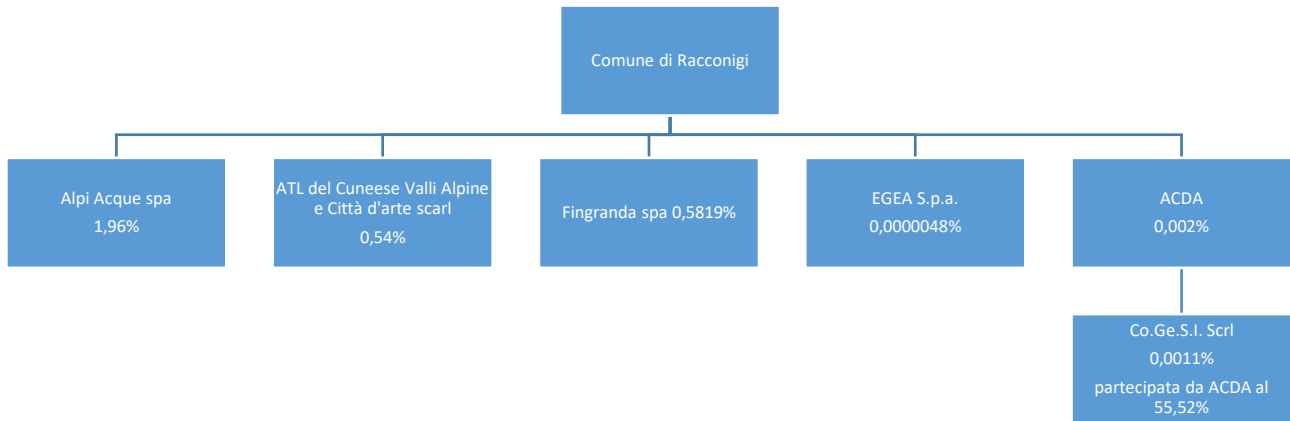 Comune di Racconigi
Alpi Acque spa
1,96%
ATL del Cuneese Valli Alpine
e Città d'arte scarl
0,54%
Fingranda spa 0,5819%
EGEA S.p.a.
0,0000048%
ACDA
0,002%
Co.Ge.S.I. Scrl
0,0011%
partecipata da ACDA al
55,52%